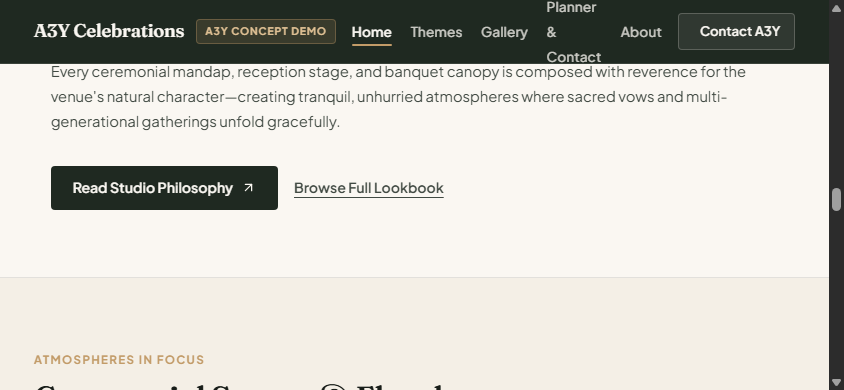 A3Y Celebrations
A3Y CONCEPT DEMO
Home
Themes
Gallery
Planner
&
Contact
About
Contact A3Y
Every ceremonial mandap, reception stage, and banquet canopy is composed with reverence for the
venue's natural character—creating tranquil, unhurried atmospheres where sacred vows and multi-
generational gatherings unfold gracefully.
Read Studio Philosophy
Browse Full Lookbook
ATMOSPHERES IN FOCUS